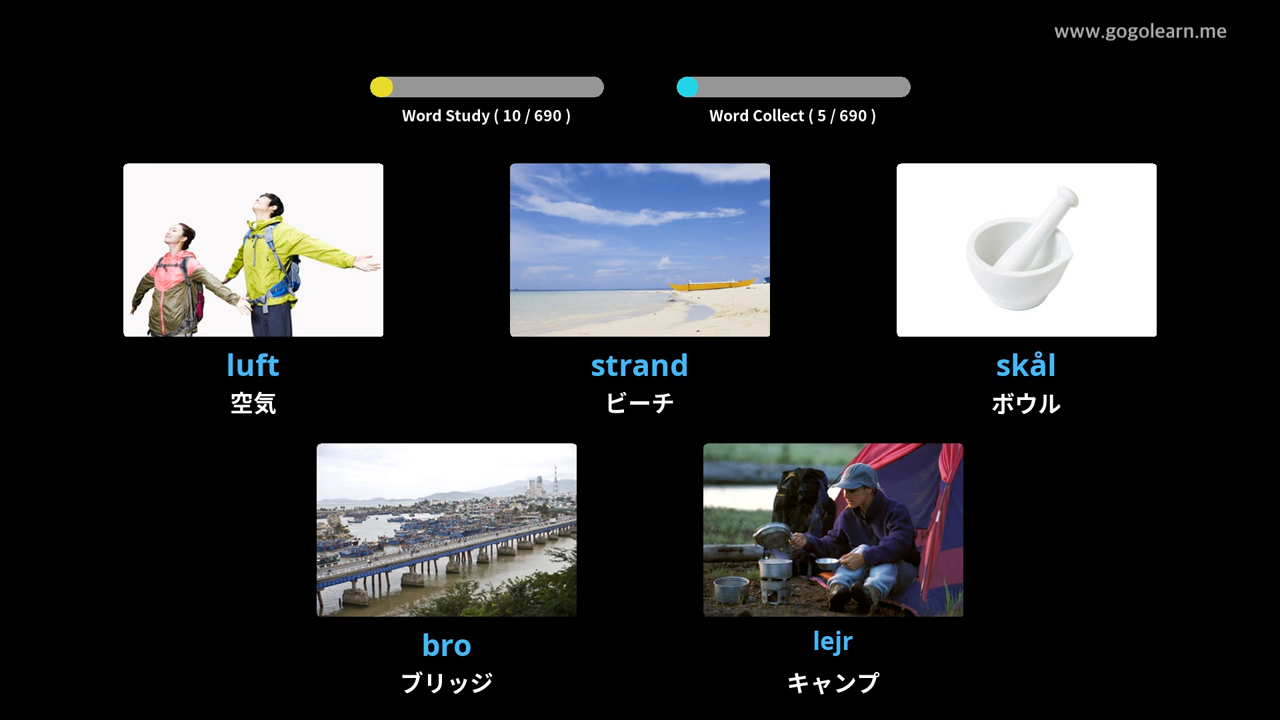 www.gogolearn.me
Word Study ( 10 / 690 )
Word Collect ( 5 / 690 )
luft
空気
strand
ビーチ
skål
ボウル
bro
ブリッジ
lejr
キャンプ